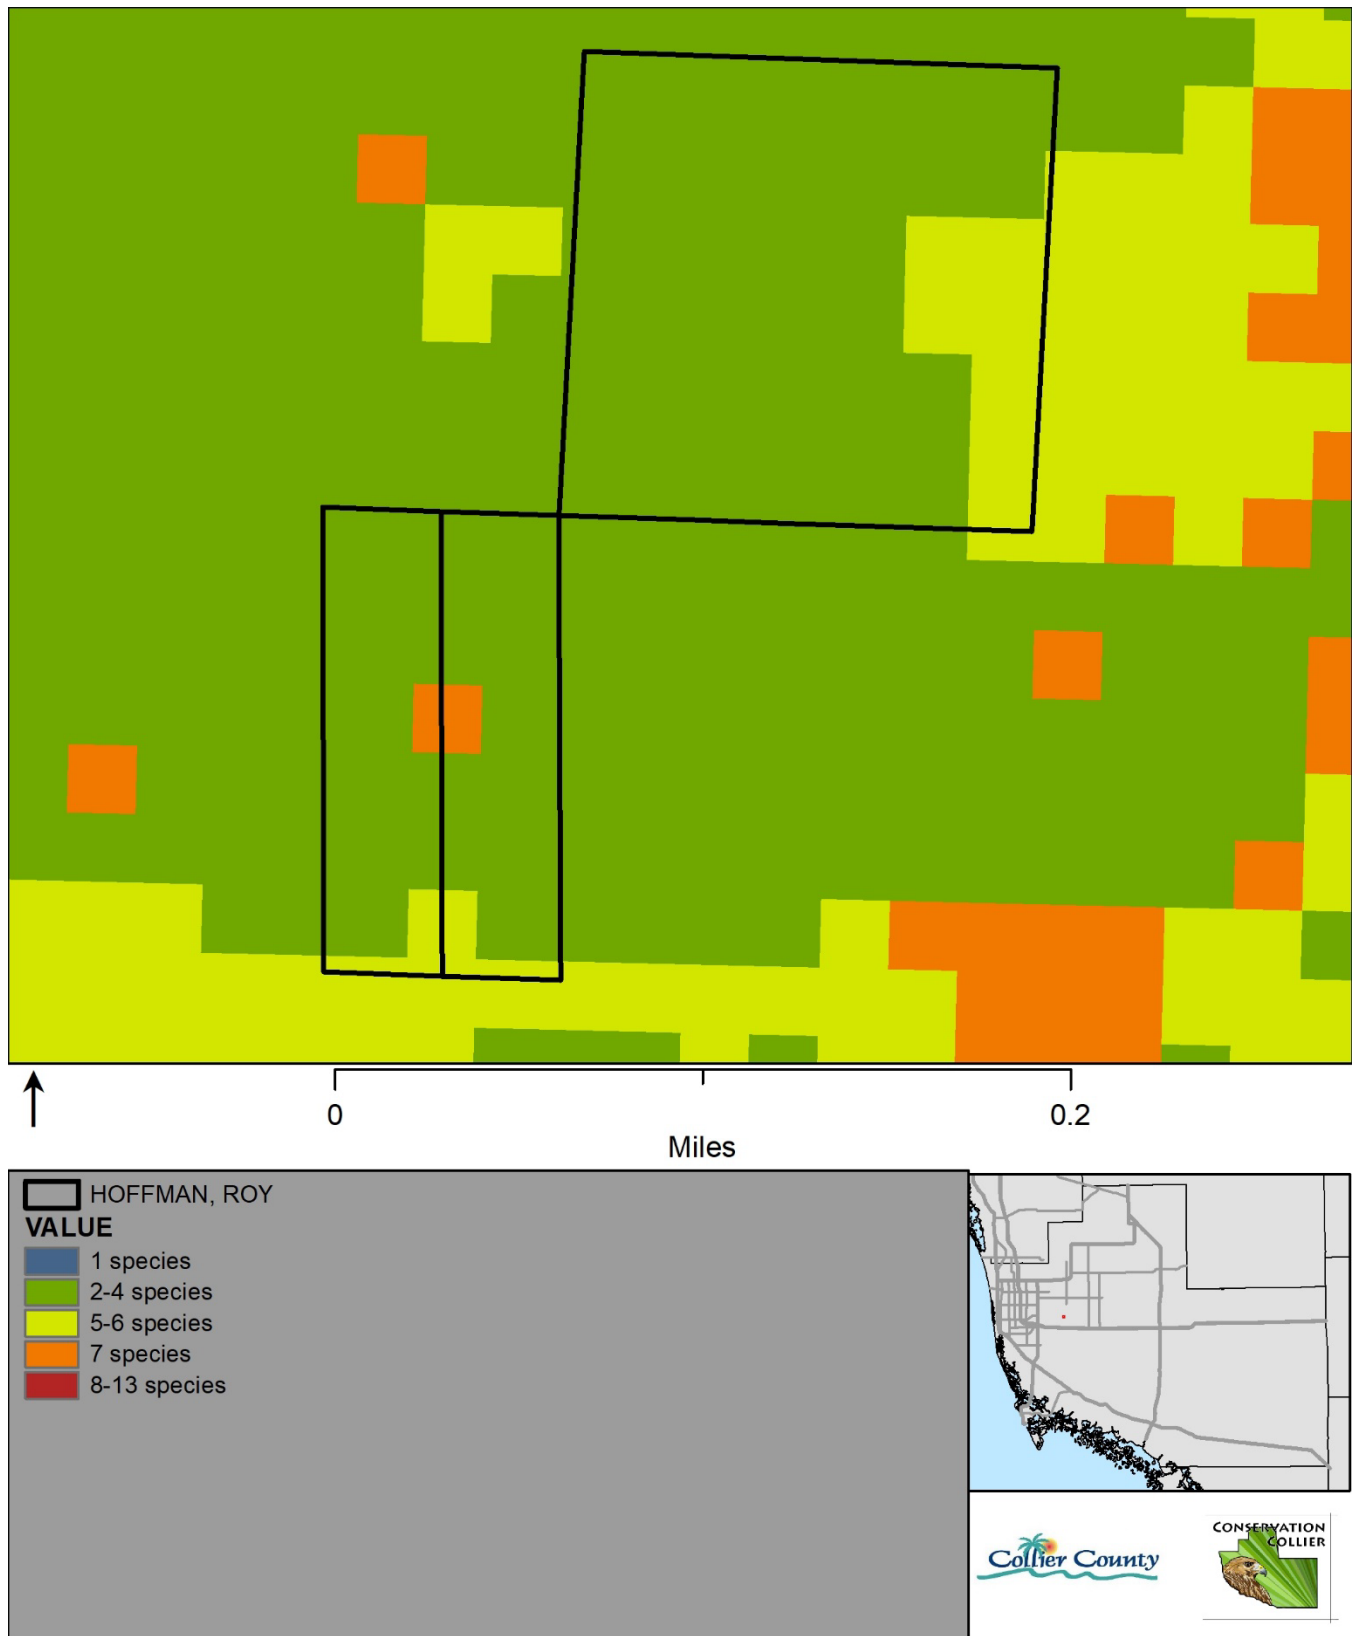 0
0.2
Miles
HOFFMAN, ROY
VALUE
1 species
2-4 species
5-6 species
7 species
8-13 species
Collier County
CONSERVATION
COLLIER